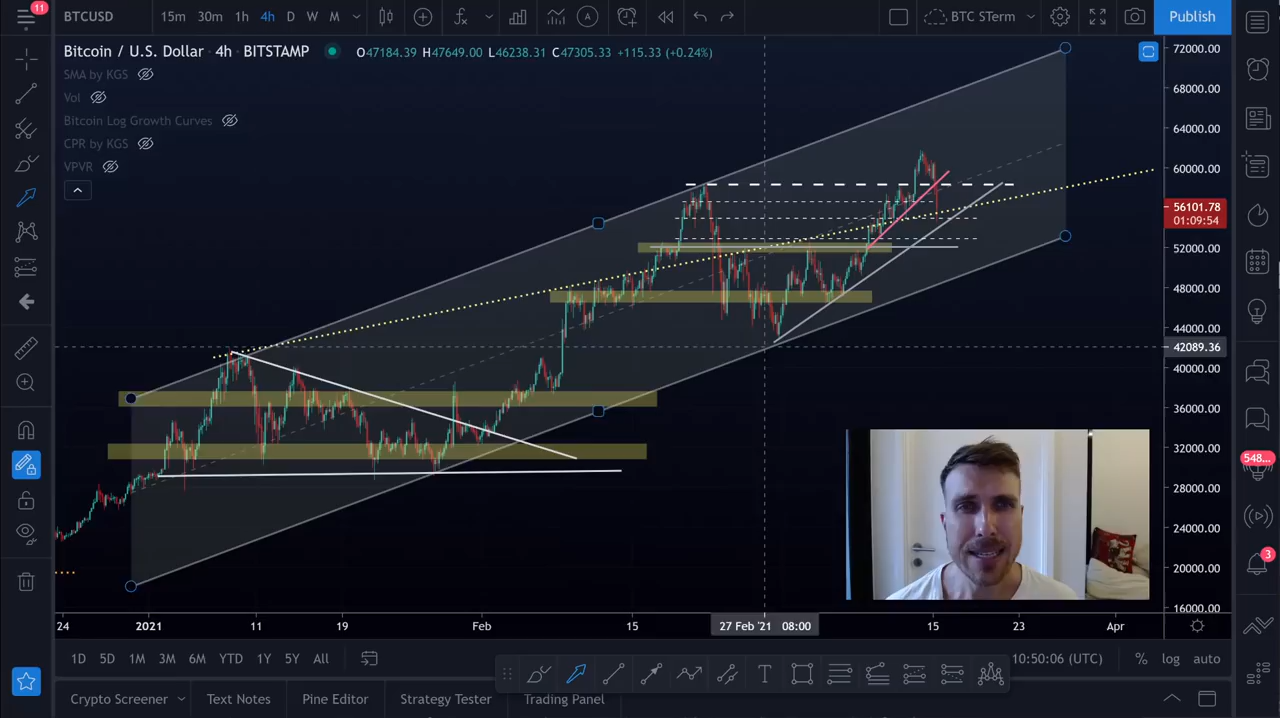 11
BTCUSD
15m 30m 1h 4h D W M
BTC STerm
Publish
Bitcoin / U.S. Dollar · 4h · BITSTAMP
O47184.39 H47649.00 L46238.31 C47305.33 +115.33 (+0.24%)
SMA by KGS
Vol
Bitcoin Log Growth Curves
CPR by KGS
VPVR
72000.00
68000.00
64000.00
60000.00
56101.78
01:09:54
52000.00
48000.00
44000.00
42089.36
40000.00
36000.00
32000.00
28000.00
24000.00
20000.00
16000.00
548...
3
24 2021 11 19 Feb 15 27 Feb '21 08:00 15 23 Apr
1D 5D 1M 3M 6M YTD 1Y 5Y All
10:50:06 (UTC) % log auto
Crypto Screener Text Notes Pine Editor Strategy Tester Trading Panel